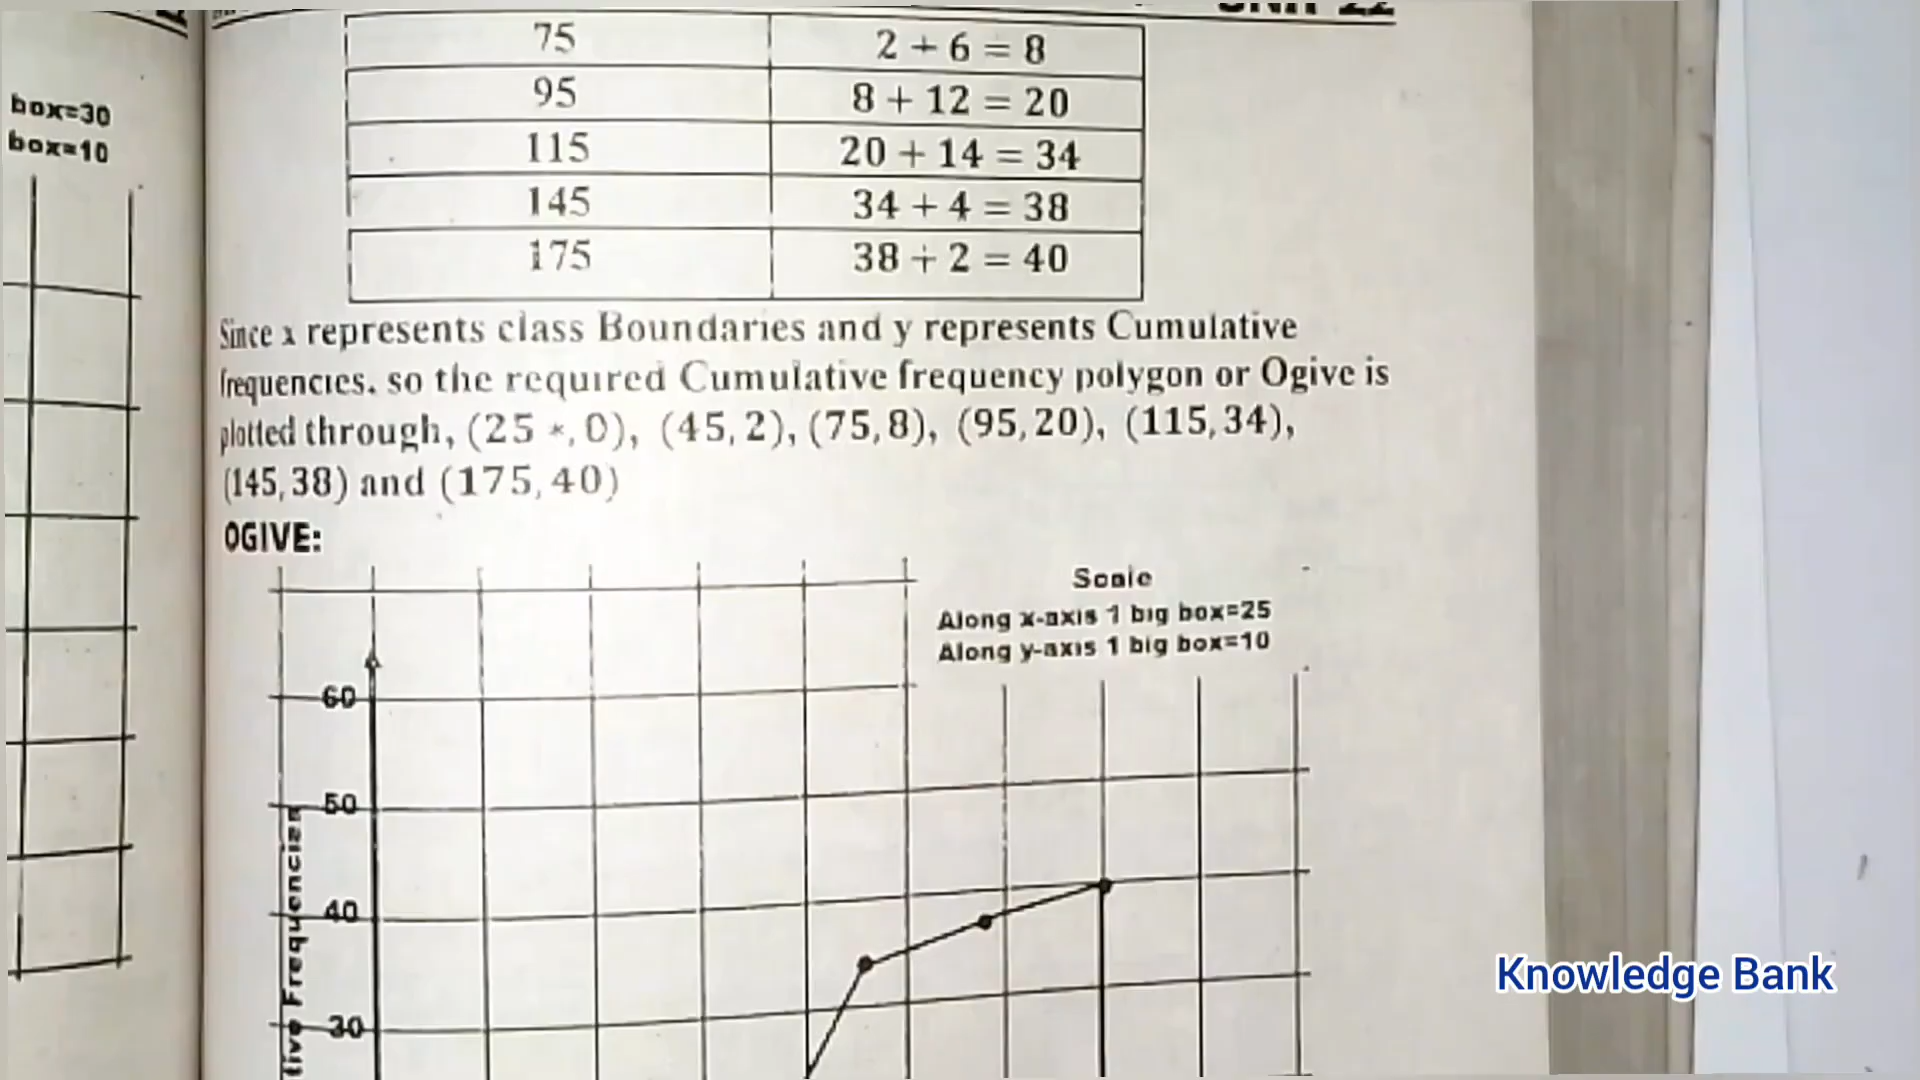 UNIT 22
box=30
box=10
75 2 + 6 = 8
95 8 + 12 = 20
115 20 + 14 = 34
145 34 + 4 = 38
175 38 + 2 = 40
Since x represents class Boundaries and y represents Cumulative
frequencies. so the required Cumulative frequency polygon or Ogive is
plotted through, (25 *, 0), (45, 2), (75, 8), (95, 20), (115, 34),
(145, 38) and (175, 40)
OGIVE:
Scale
Along x-axis 1 big box=25
Along y-axis 1 big box=10
60
50
40
30
tive Frequencies
Knowledge Bank